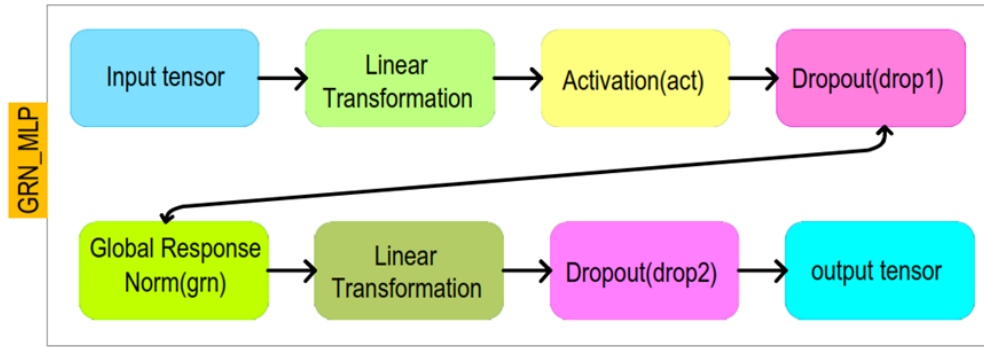 GRN_MLP
Input tensor
Linear
Transformation
Activation(act)
Dropout(drop1)
Global Response
Norm(grn)
Linear
Transformation
Dropout(drop2)
output tensor